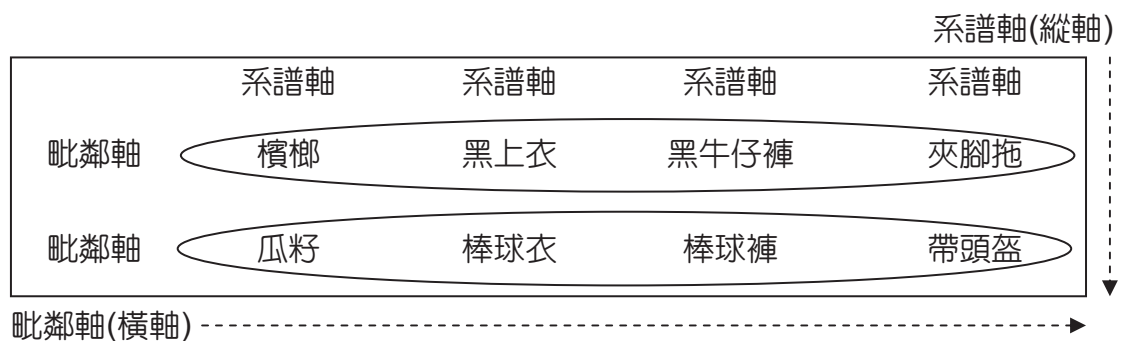 系譜軸(縱軸)
系譜軸 系譜軸 系譜軸 系譜軸
毗鄰軸 檳榔 黑上衣 黑牛仔褲 夾腳拖
毗鄰軸 瓜籽 棒球衣 棒球褲 帶頭盔
毗鄰軸(橫軸)